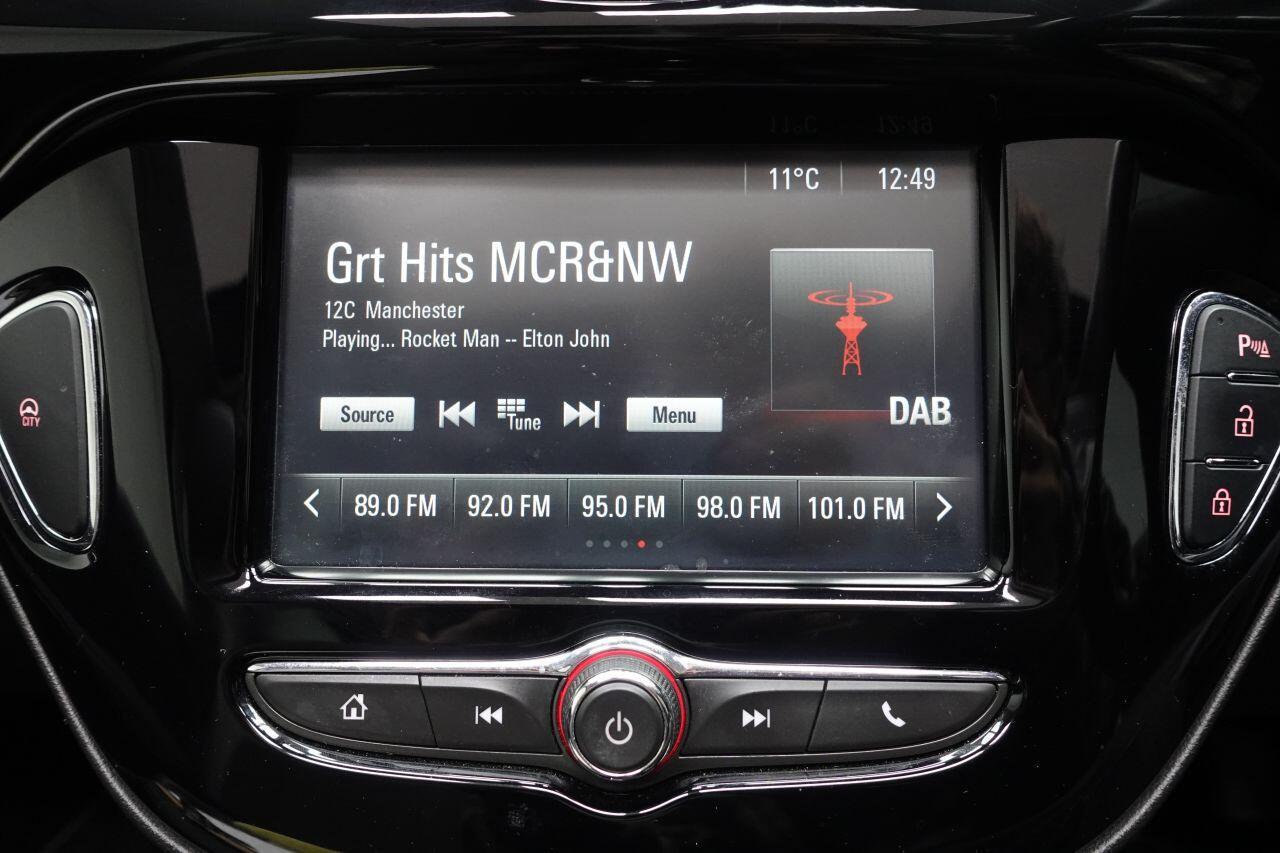 11°C 12:49
Grt Hits MCR&NW
12C Manchester
Playing... Rocket Man -- Elton John
Source Tune Menu
DAB
89.0 FM 92.0 FM 95.0 FM 98.0 FM 101.0 FM
CITY
P